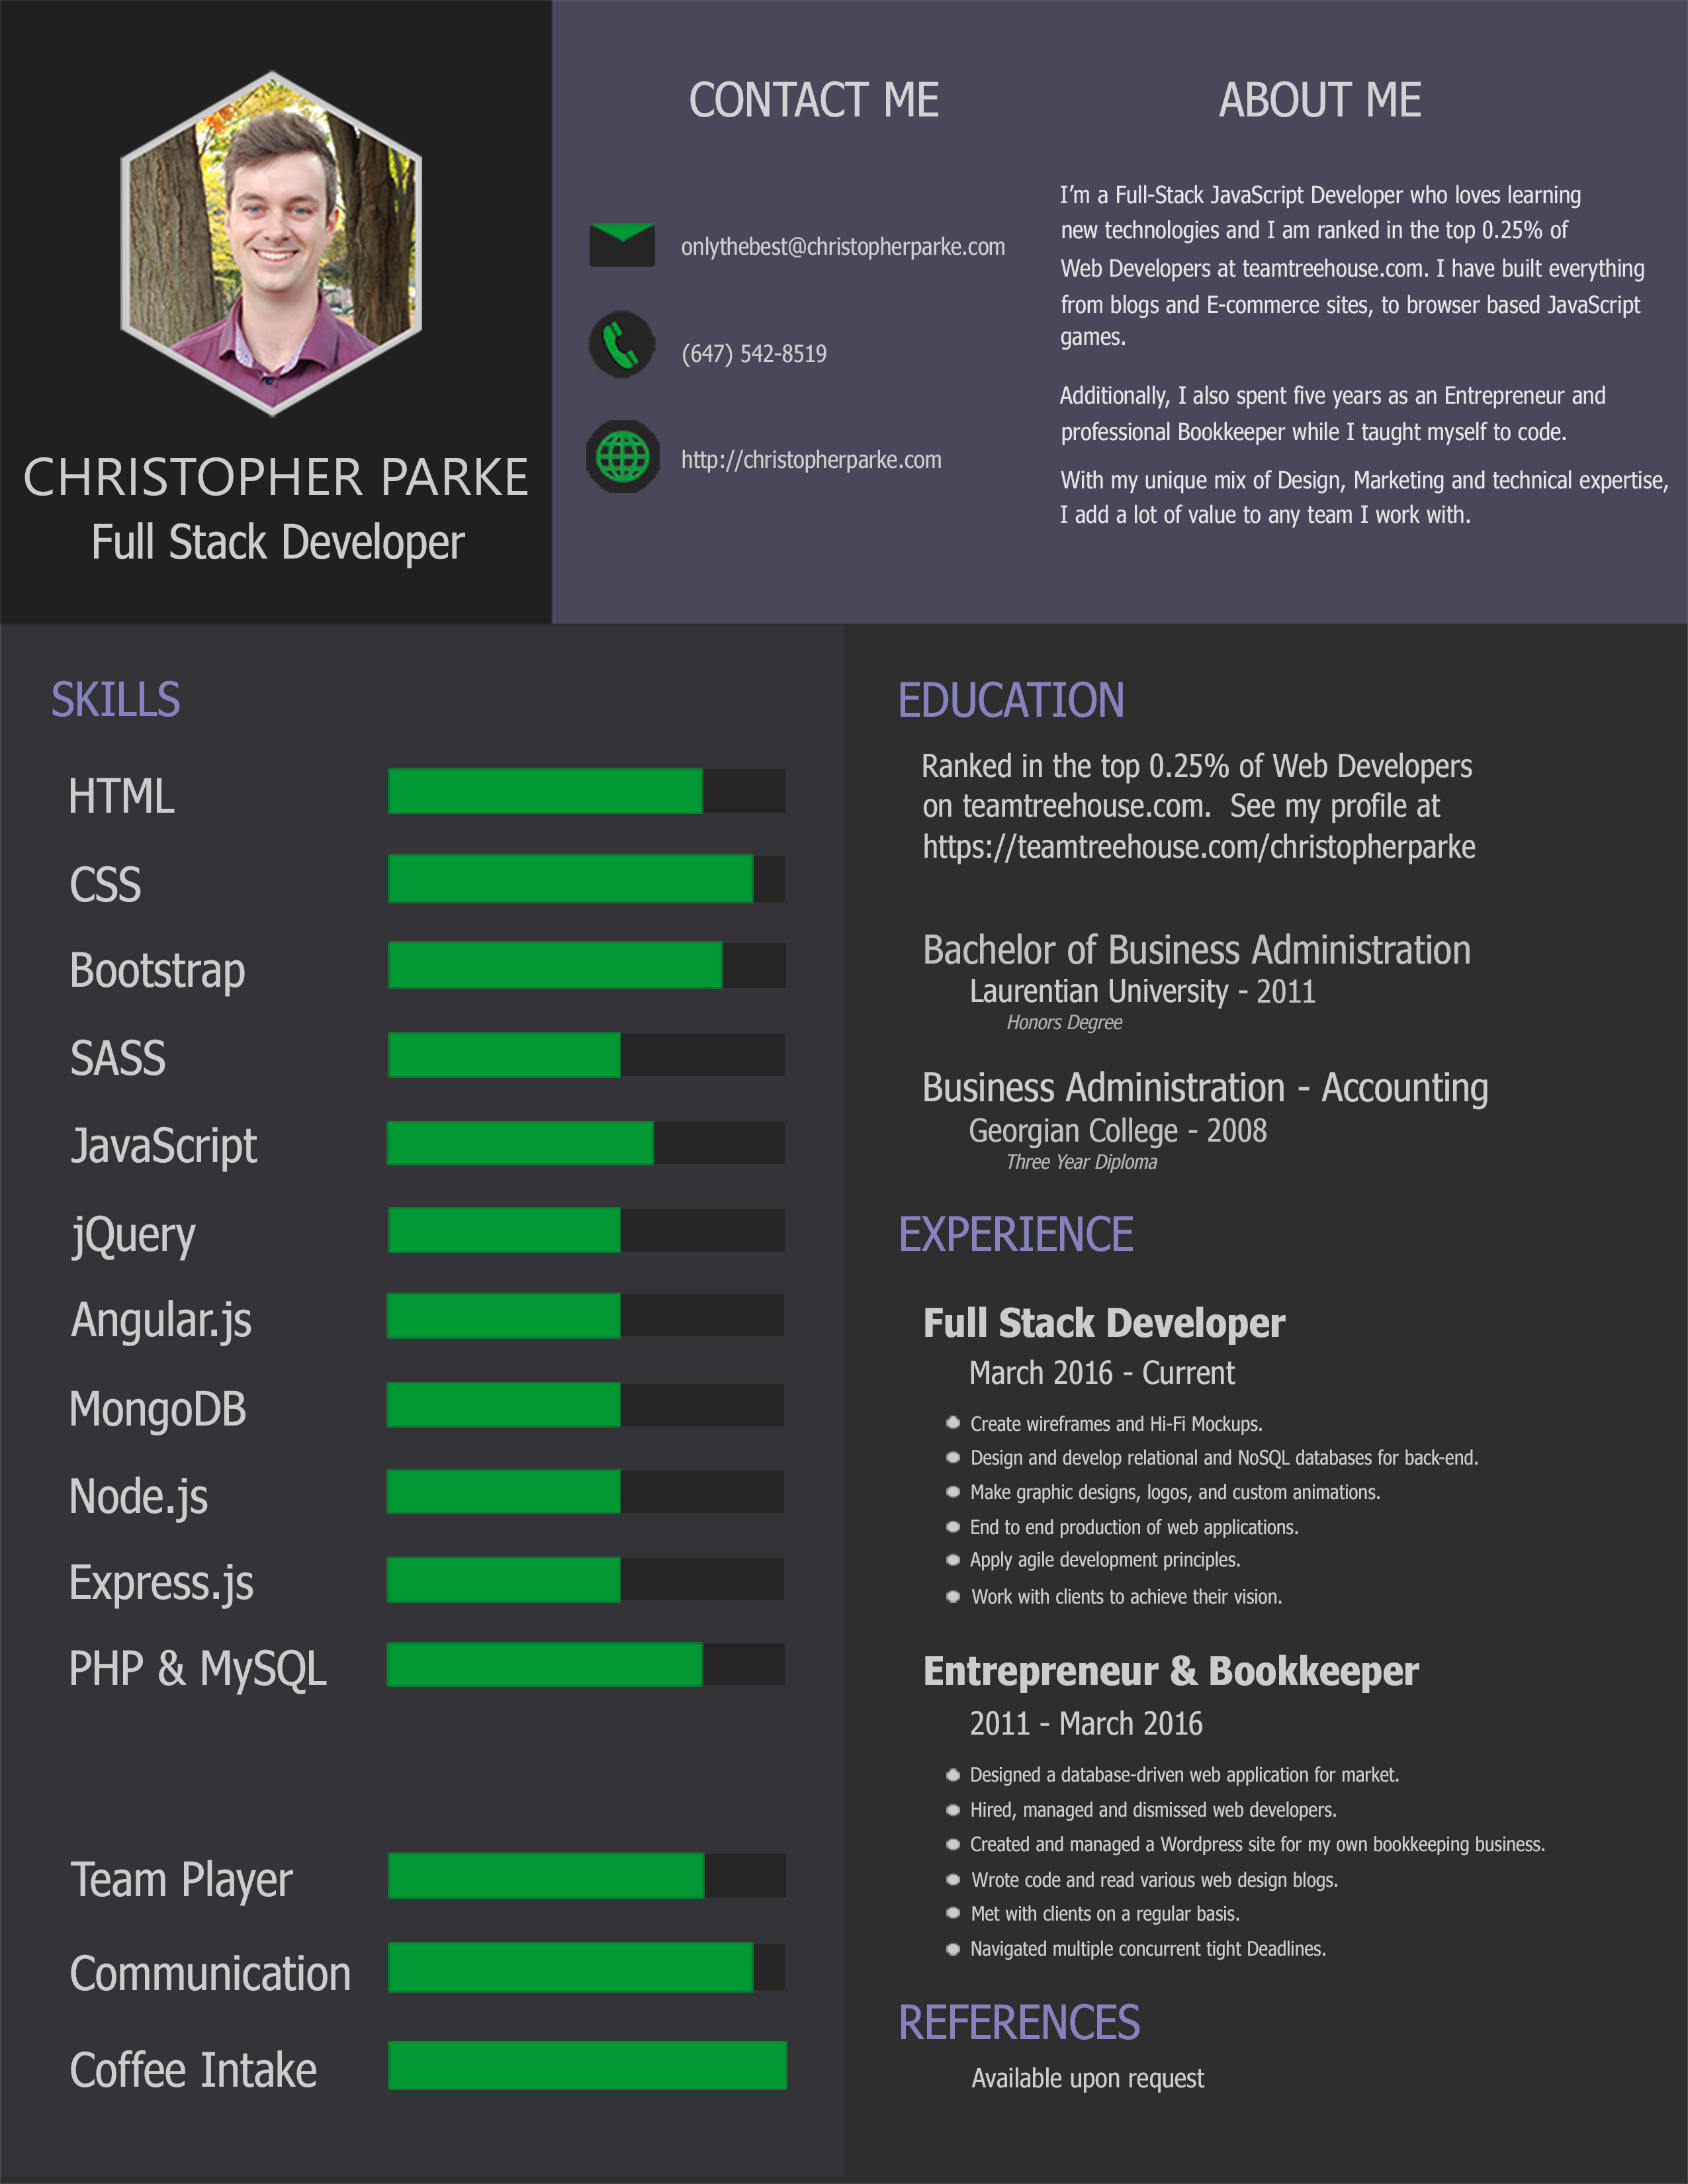 CHRISTOPHER PARKE
Full Stack Developer
CONTACT ME
onlythebest@christopherparke.com
(647) 542-8519
http://christopherparke.com
ABOUT ME
I'm a Full-Stack JavaScript Developer who loves learning
new technologies and I am ranked in the top 0.25% of
Web Developers at teamtreehouse.com. I have built everything
from blogs and E-commerce sites, to browser based JavaScript
games.
Additionally, I also spent five years as an Entrepreneur and
professional Bookkeeper while I taught myself to code.
With my unique mix of Design, Marketing and technical expertise,
I add a lot of value to any team I work with.
SKILLS
HTML
CSS
Bootstrap
SASS
JavaScript
jQuery
Angular.js
MongoDB
Node.js
Express.js
PHP & MySQL
Team Player
Communication
Coffee Intake
EDUCATION
Ranked in the top 0.25% of Web Developers
on teamtreehouse.com. See my profile at
https://teamtreehouse.com/christopherparke
Bachelor of Business Administration
Laurentian University - 2011
Honors Degree
Business Administration - Accounting
Georgian College - 2008
Three Year Diploma
EXPERIENCE
Full Stack Developer
March 2016 - Current
Create wireframes and Hi-Fi Mockups.
Design and develop relational and NoSQL databases for back-end.
Make graphic designs, logos, and custom animations.
End to end production of web applications.
Apply agile development principles.
Work with clients to achieve their vision.
Entrepreneur & Bookkeeper
2011 - March 2016
Designed a database-driven web application for market.
Hired, managed and dismissed web developers.
Created and managed a Wordpress site for my own bookkeeping business.
Wrote code and read various web design blogs.
Met with clients on a regular basis.
Navigated multiple concurrent tight Deadlines.
REFERENCES
Available upon request